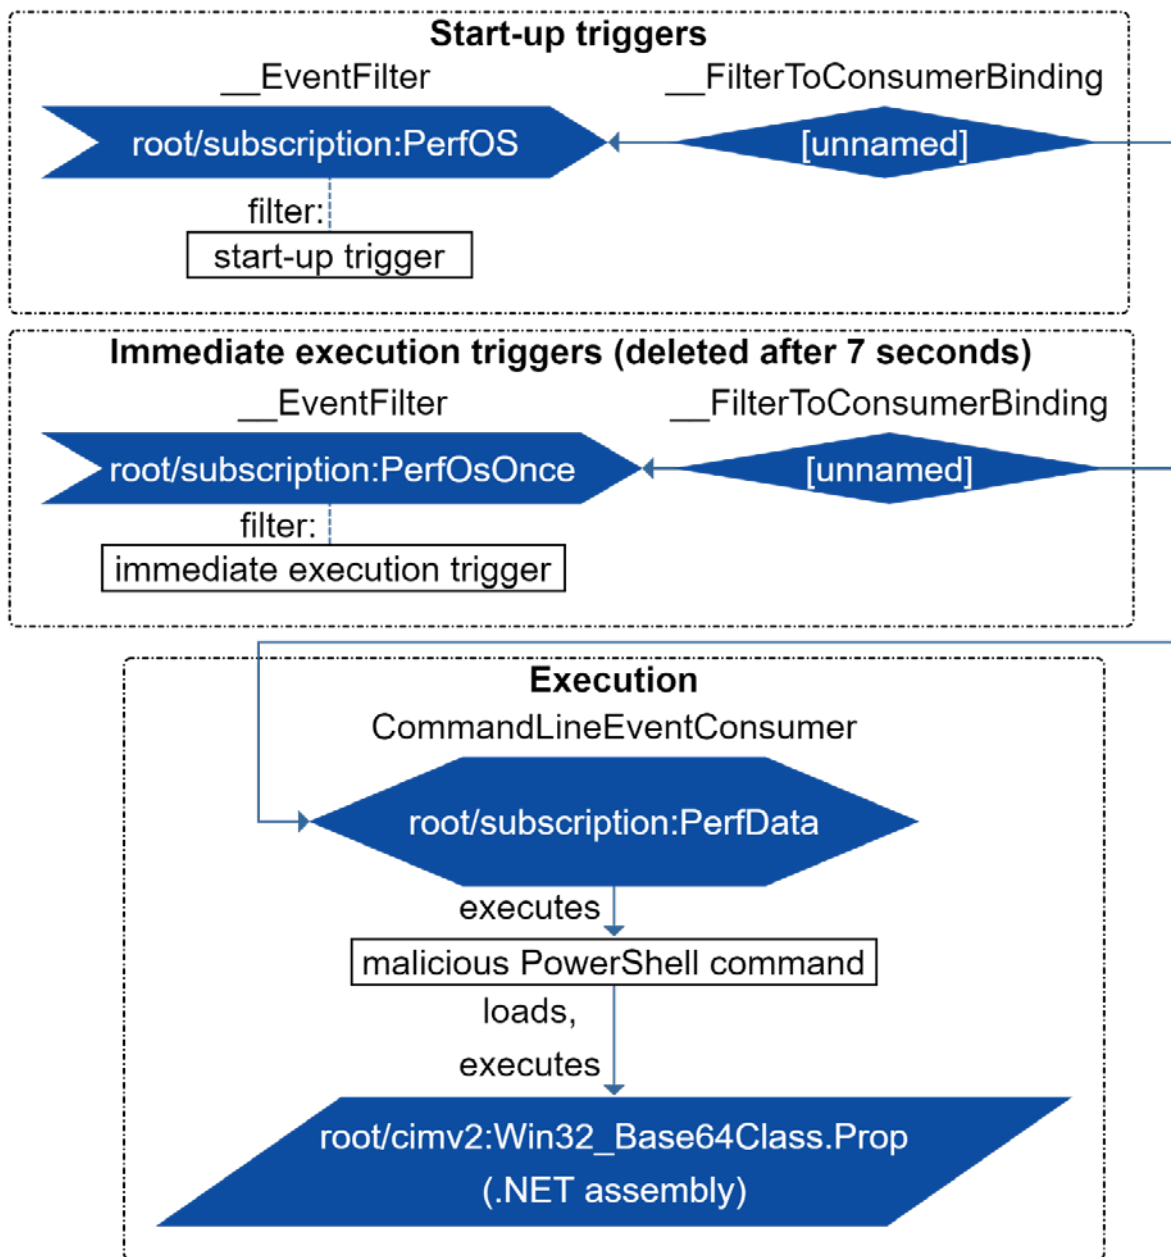 Start-up triggers
__EventFilter
__FilterToConsumerBinding
root/subscription:PerfOS
[unnamed]
filter:
start-up trigger
Immediate execution triggers (deleted after 7 seconds)
__EventFilter
__FilterToConsumerBinding
root/subscription:PerfOsOnce
[unnamed]
filter:
immediate execution trigger
Execution
CommandLineEventConsumer
root/subscription:PerfData
executes
malicious PowerShell command
loads,
executes
root/cimv2:Win32_Base64Class.Prop
(.NET assembly)